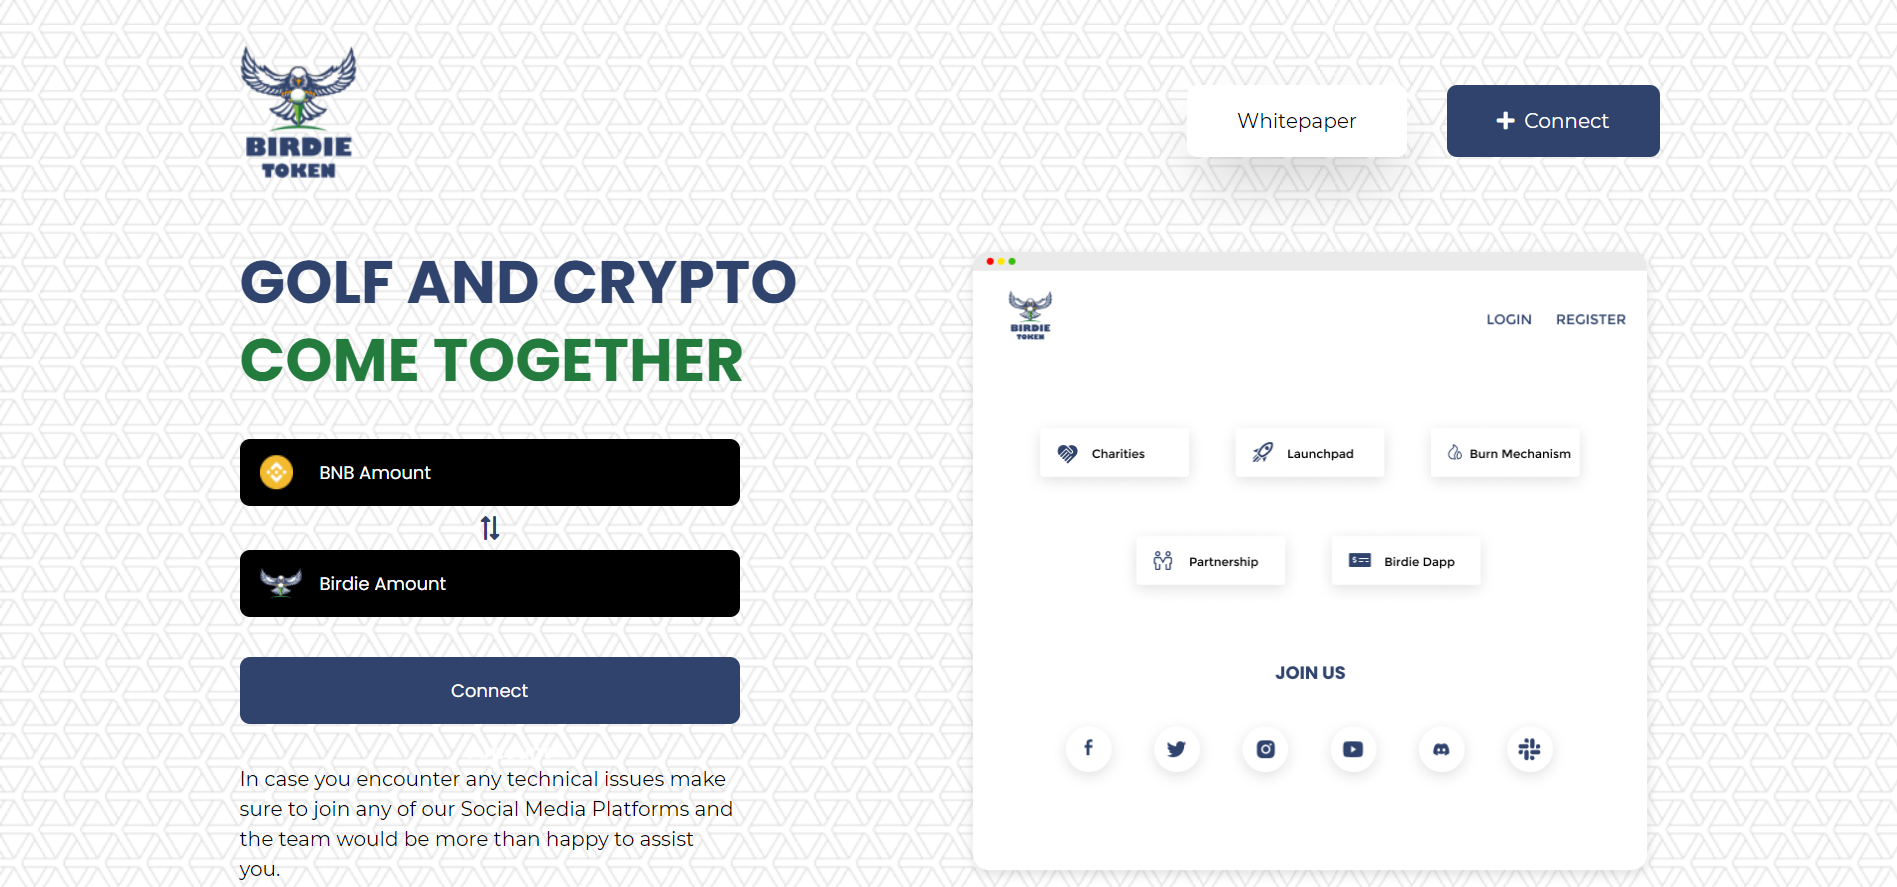 BIRDIE
TOKEN
Whitepaper
Connect
GOLF AND CRYPTO
COME TOGETHER
BNB Amount
Birdie Amount
Connect
In case you encounter any technical issues make
sure to join any of our Social Media Platforms and
the team would be more than happy to assist
you.
BIRDIE
TOKEN
LOGIN REGISTER
Charities
Launchpad
Burn Mechanism
Partnership
Birdie Dapp
JOIN US